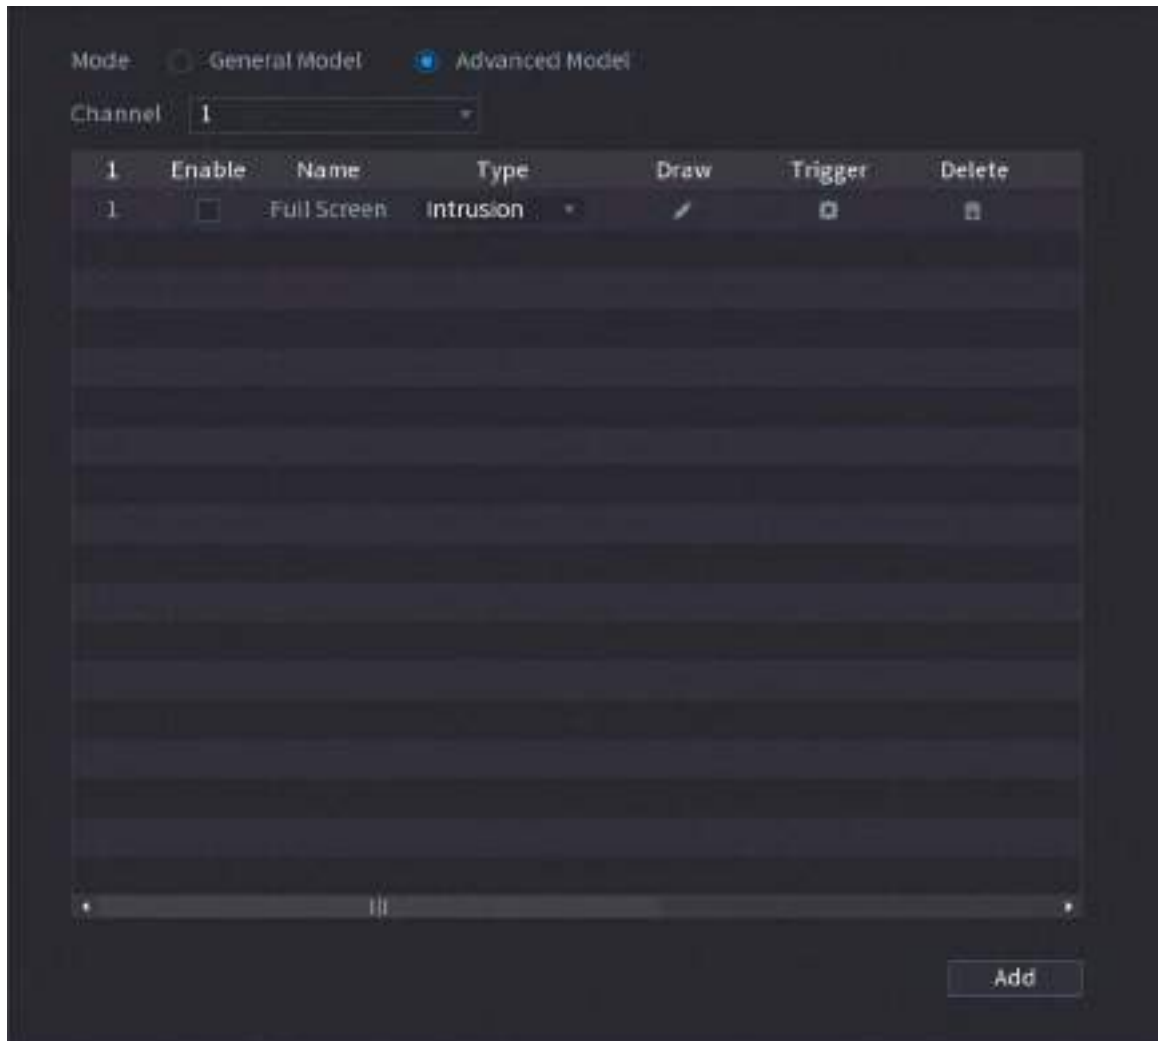 Mode General Model Advanced Model
Channel 1
1 Enable Name Type Draw Trigger Delete
1 Full Screen Intrusion
Add